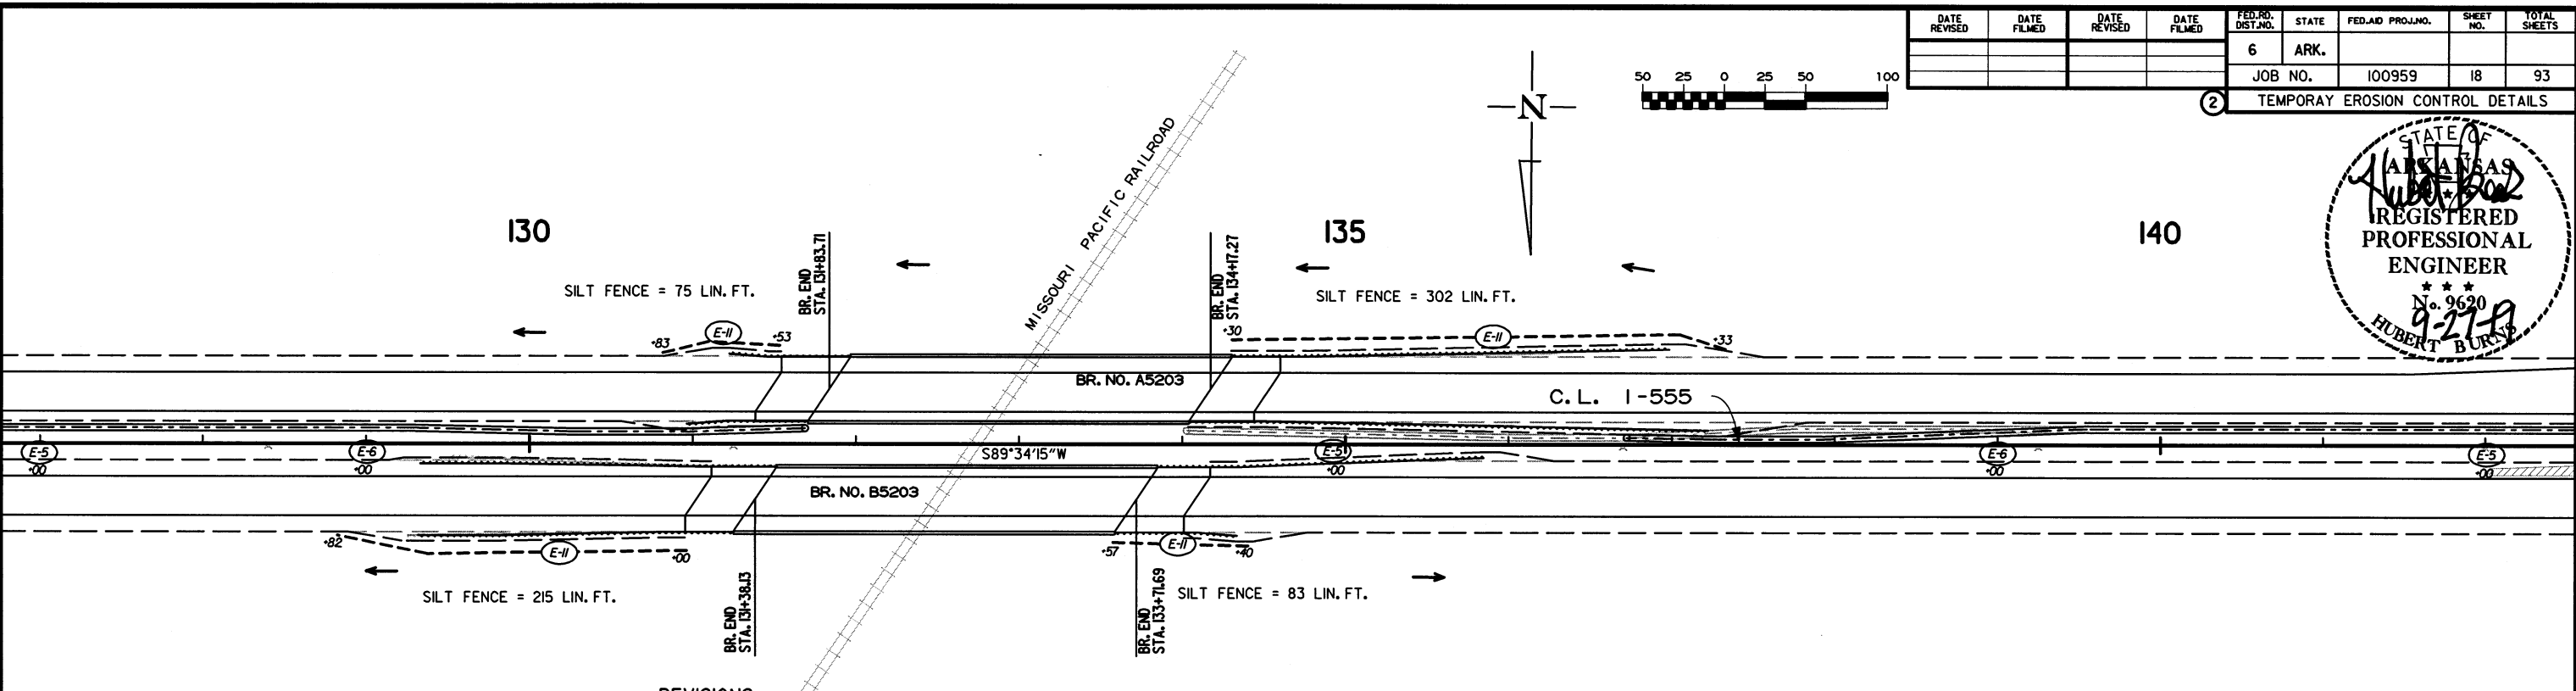 DATE REVISED DATE FILMED DATE REVISED DATE FILMED FED.RD. DIST.NO. STATE FED.AID PROJ.NO. SHEET NO. TOTAL SHEETS
6 ARK.
JOB NO. 100959 18 93
2 TEMPORAY EROSION CONTROL DETAILS
50 25 0 25 50 100
N
STATE OF
ARKANSAS
REGISTERED
PROFESSIONAL
ENGINEER
No. 9620
9-27-19
HUBERT BURNS
MISSOURI PACIFIC RAILROAD
130
135
140
BR. END
STA. 131+83.71
BR. END
STA. 134+17.27
SILT FENCE = 75 LIN. FT.
SILT FENCE = 302 LIN. FT.
+83 E-11 +53
+30 E-11 +33
BR. NO. A5203
C.L. I-555
E-5 +00
E-6 +00
S89°34'15"W
E-5 +00
E-6 +00
E-5 +00
BR. NO. B5203
+82 E-11 +00
+57 E-11 +40
SILT FENCE = 215 LIN. FT.
SILT FENCE = 83 LIN. FT.
BR. END
STA. 131+38.13
BR. END
STA. 133+71.69